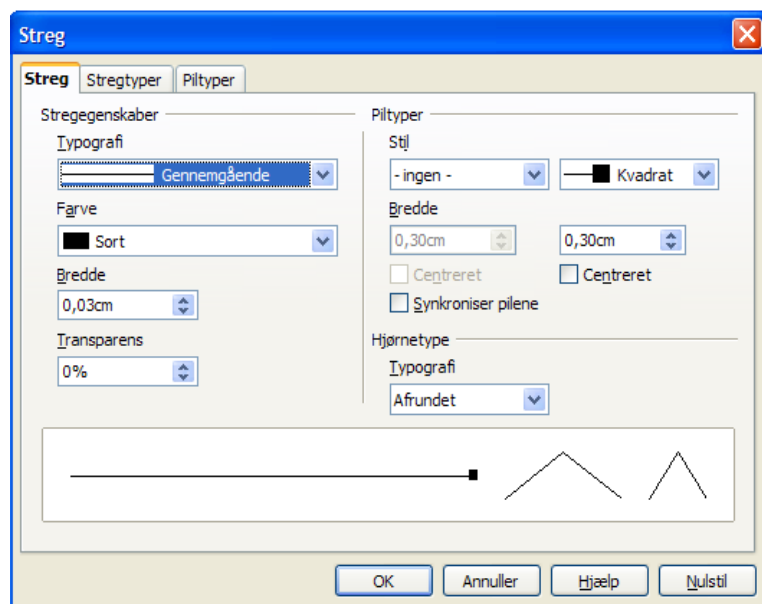 Streg
Streg Stregtyper Piltyper
Stregegenskaber
Typografi
Gennemgående
Farve
Sort
Bredde
0,03cm
Transparens
0%
Piltyper
Stil
- ingen - Kvadrat
Bredde
0,30cm 0,30cm
Centreret Centreret
Synkroniser pilene
Hjørnetype
Typografi
Afrundet
OK Annuller Hjælp Nulstil